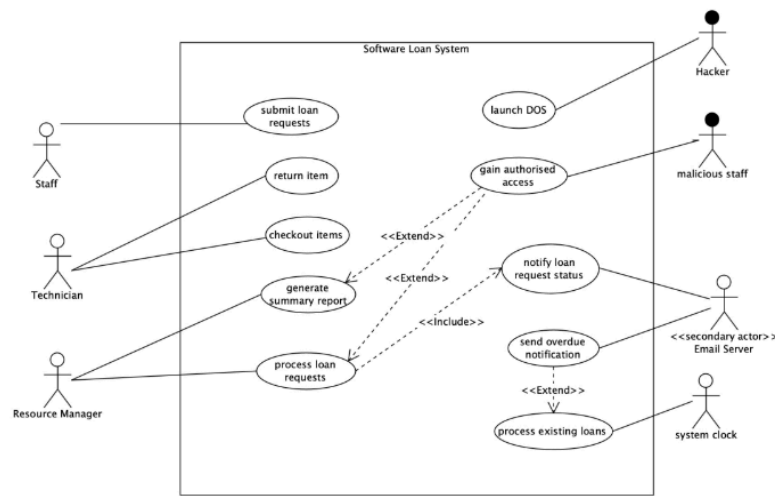 Software Loan System
Hacker
submit loan
requests
launch DOS
Staff
return item
gain authorised
access
malicious staff
<<Extend>>
checkout items
Technician
notify loan
request status
<<Extend>>
generate
summary report
<<Include>>
<<secondary actor>>
Email Server
send overdue
notification
process loan
requests
<<Extend>>
Resource Manager
process existing loans
system clock